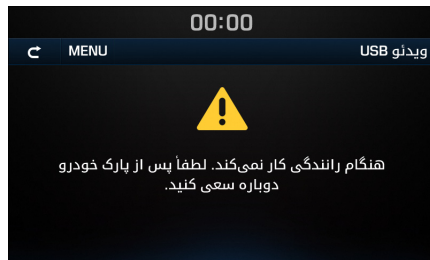 00:00
ویدئو USB
MENU
هنگام رانندگی کار نمی‌کند. لطفاً پس از پارک خودرو
دوباره سعی کنید.